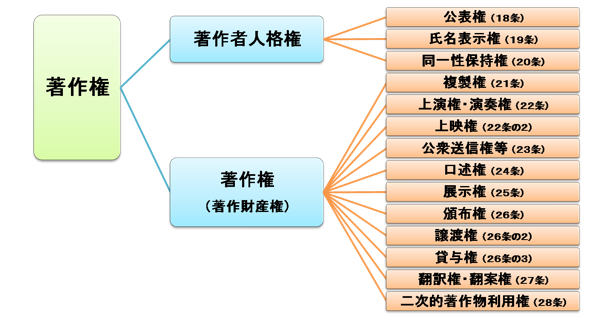 著作権
著作者人格権
公表権（18条）
氏名表示権（19条）
同一性保持権（20条）
著作権
（著作財産権）
複製権（21条）
上演権・演奏権（22条）
上映権（22条の2）
公衆送信権等（23条）
口述権（24条）
展示権（25条）
頒布権（26条）
譲渡権（26条の2）
貸与権（26条の3）
翻訳権・翻案権（27条）
二次的著作物利用権（28条）